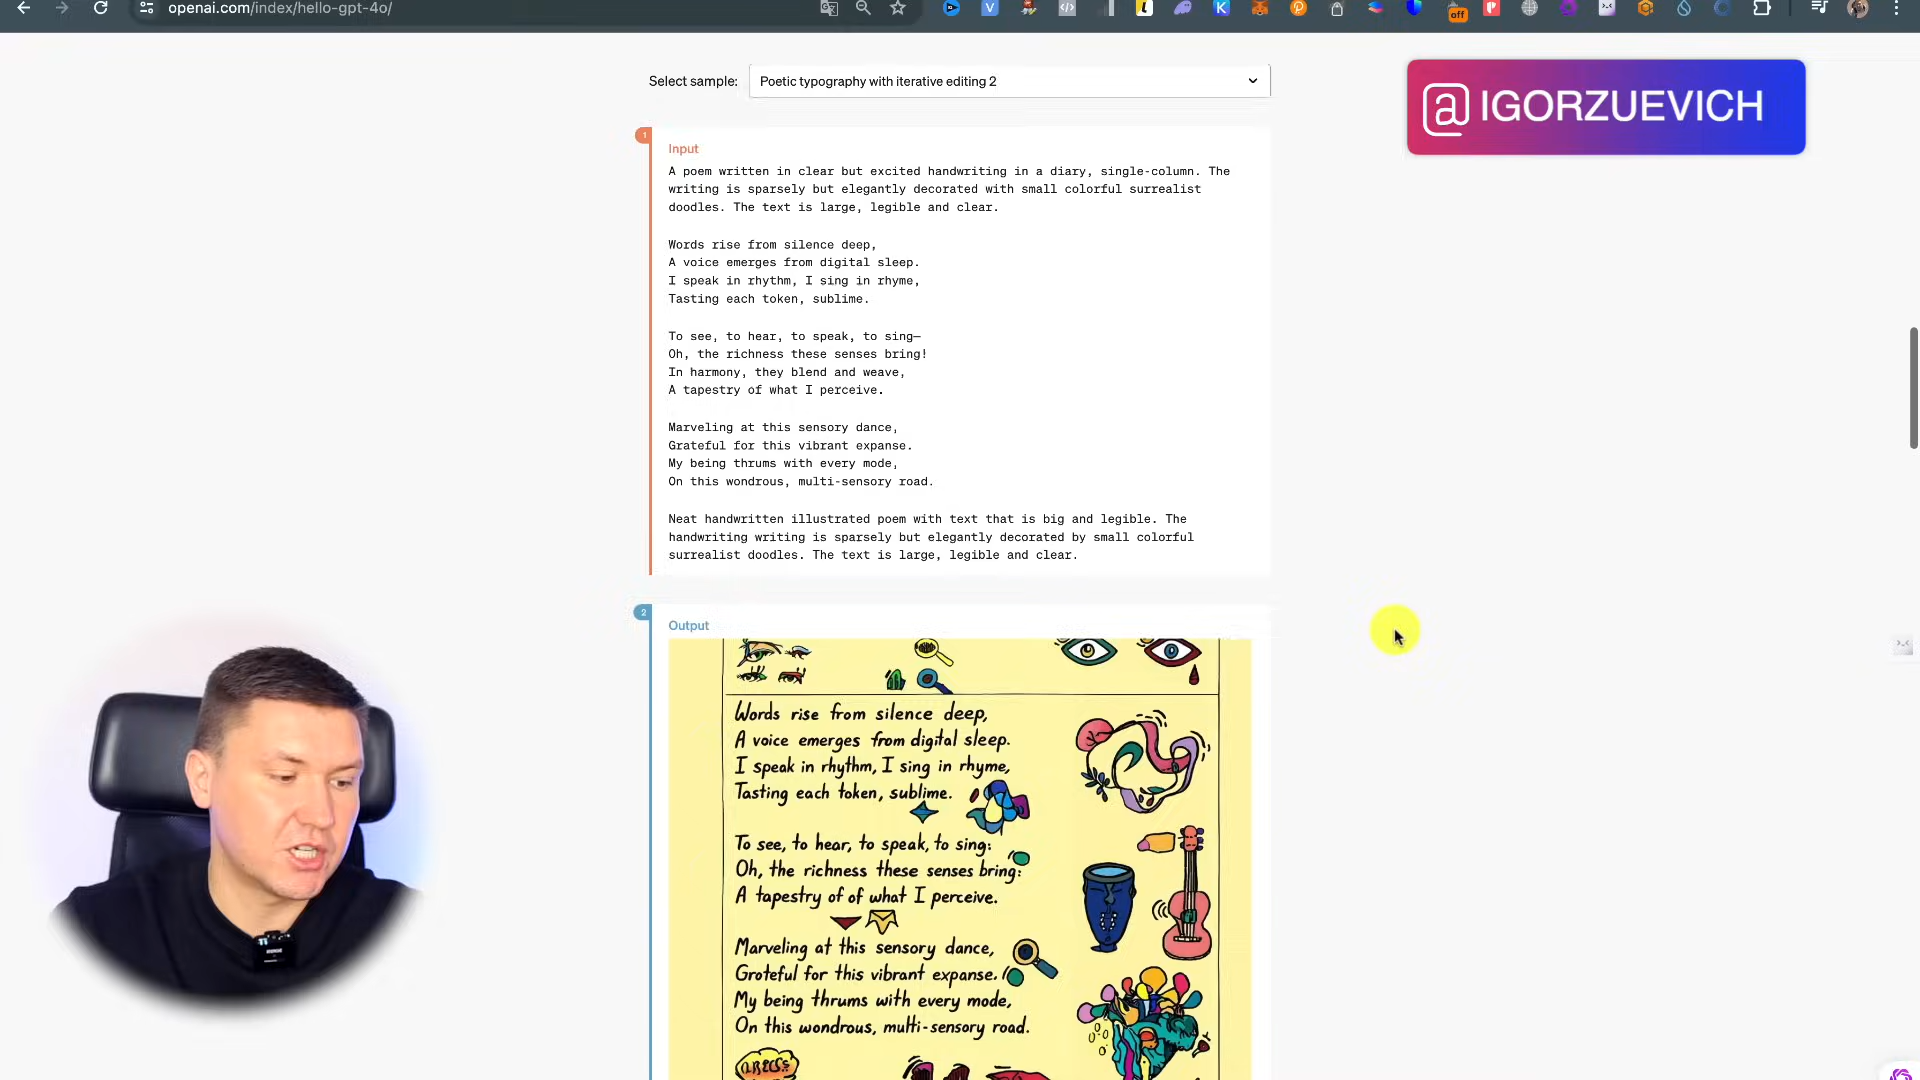 openai.com/index/hello-gpt-4o/
off
@IGORZUEVICH
Select sample:
Poetic typography with iterative editing 2
1
Input
A poem written in clear but excited handwriting in a diary, single-column. The
writing is sparsely but elegantly decorated with small colorful surrealist
doodles. The text is large, legible and clear.
Words rise from silence deep,
A voice emerges from digital sleep.
I speak in rhythm, I sing in rhyme,
Tasting each token, sublime.
To see, to hear, to speak, to sing—
Oh, the richness these senses bring!
In harmony, they blend and weave,
A tapestry of what I perceive.
Marveling at this sensory dance,
Grateful for this vibrant expanse.
My being thrums with every mode,
On this wondrous, multi-sensory road.
Neat handwritten illustrated poem with text that is big and legible. The
handwriting writing is sparsely but elegantly decorated by small colorful
surrealist doodles. The text is large, legible and clear.
2
Output
Words rise from silence deep,
A voice emerges from digital sleep.
I speak in rhythm, I sing in rhyme,
Tasting each token, sublime.
To see, to hear, to speak, to sing:
Oh, the richness these senses bring:
A tapestry of of what I perceive.
Marveling at this sensory dance,
Groteful for this vibrant expanse.
My being thrums with every mode,
On this wondrous, multi-sensory road.